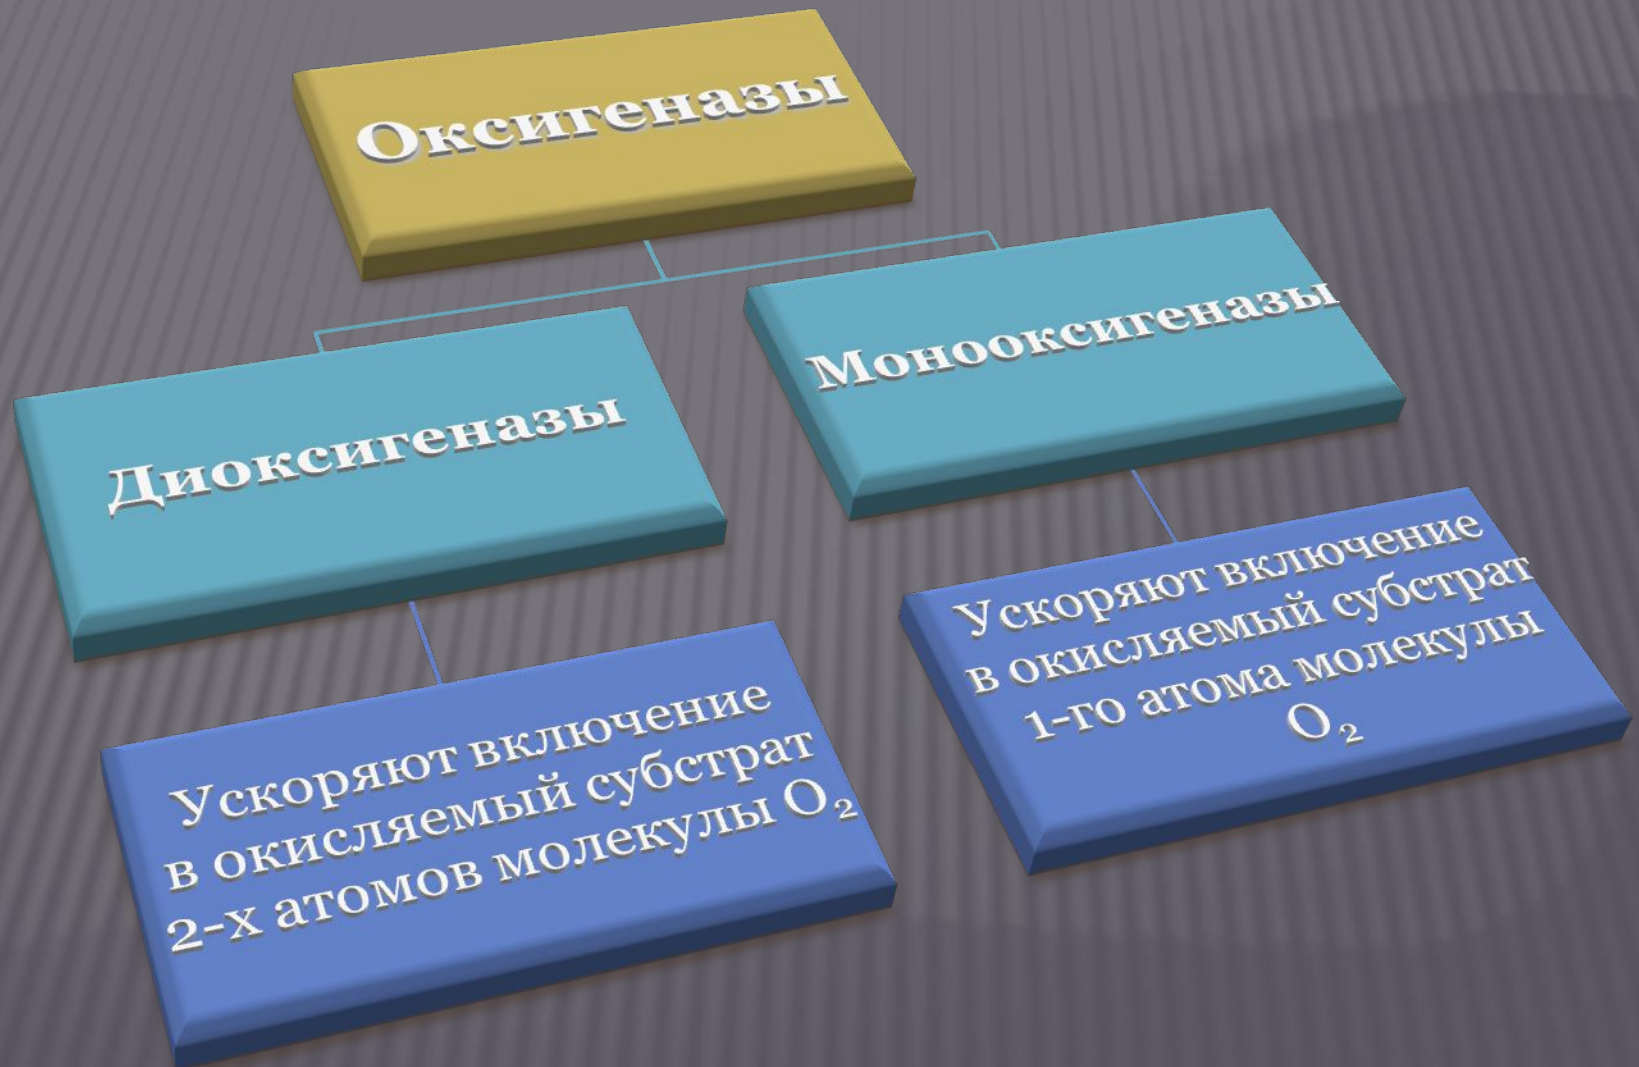 Оксигеназы
Диоксигеназы
Монооксигеназы
Ускоряют включение
в окисляемый субстрат
2-х атомов молекулы O₂
Ускоряют включение
в окисляемый субстрат
1-го атома молекулы
O₂